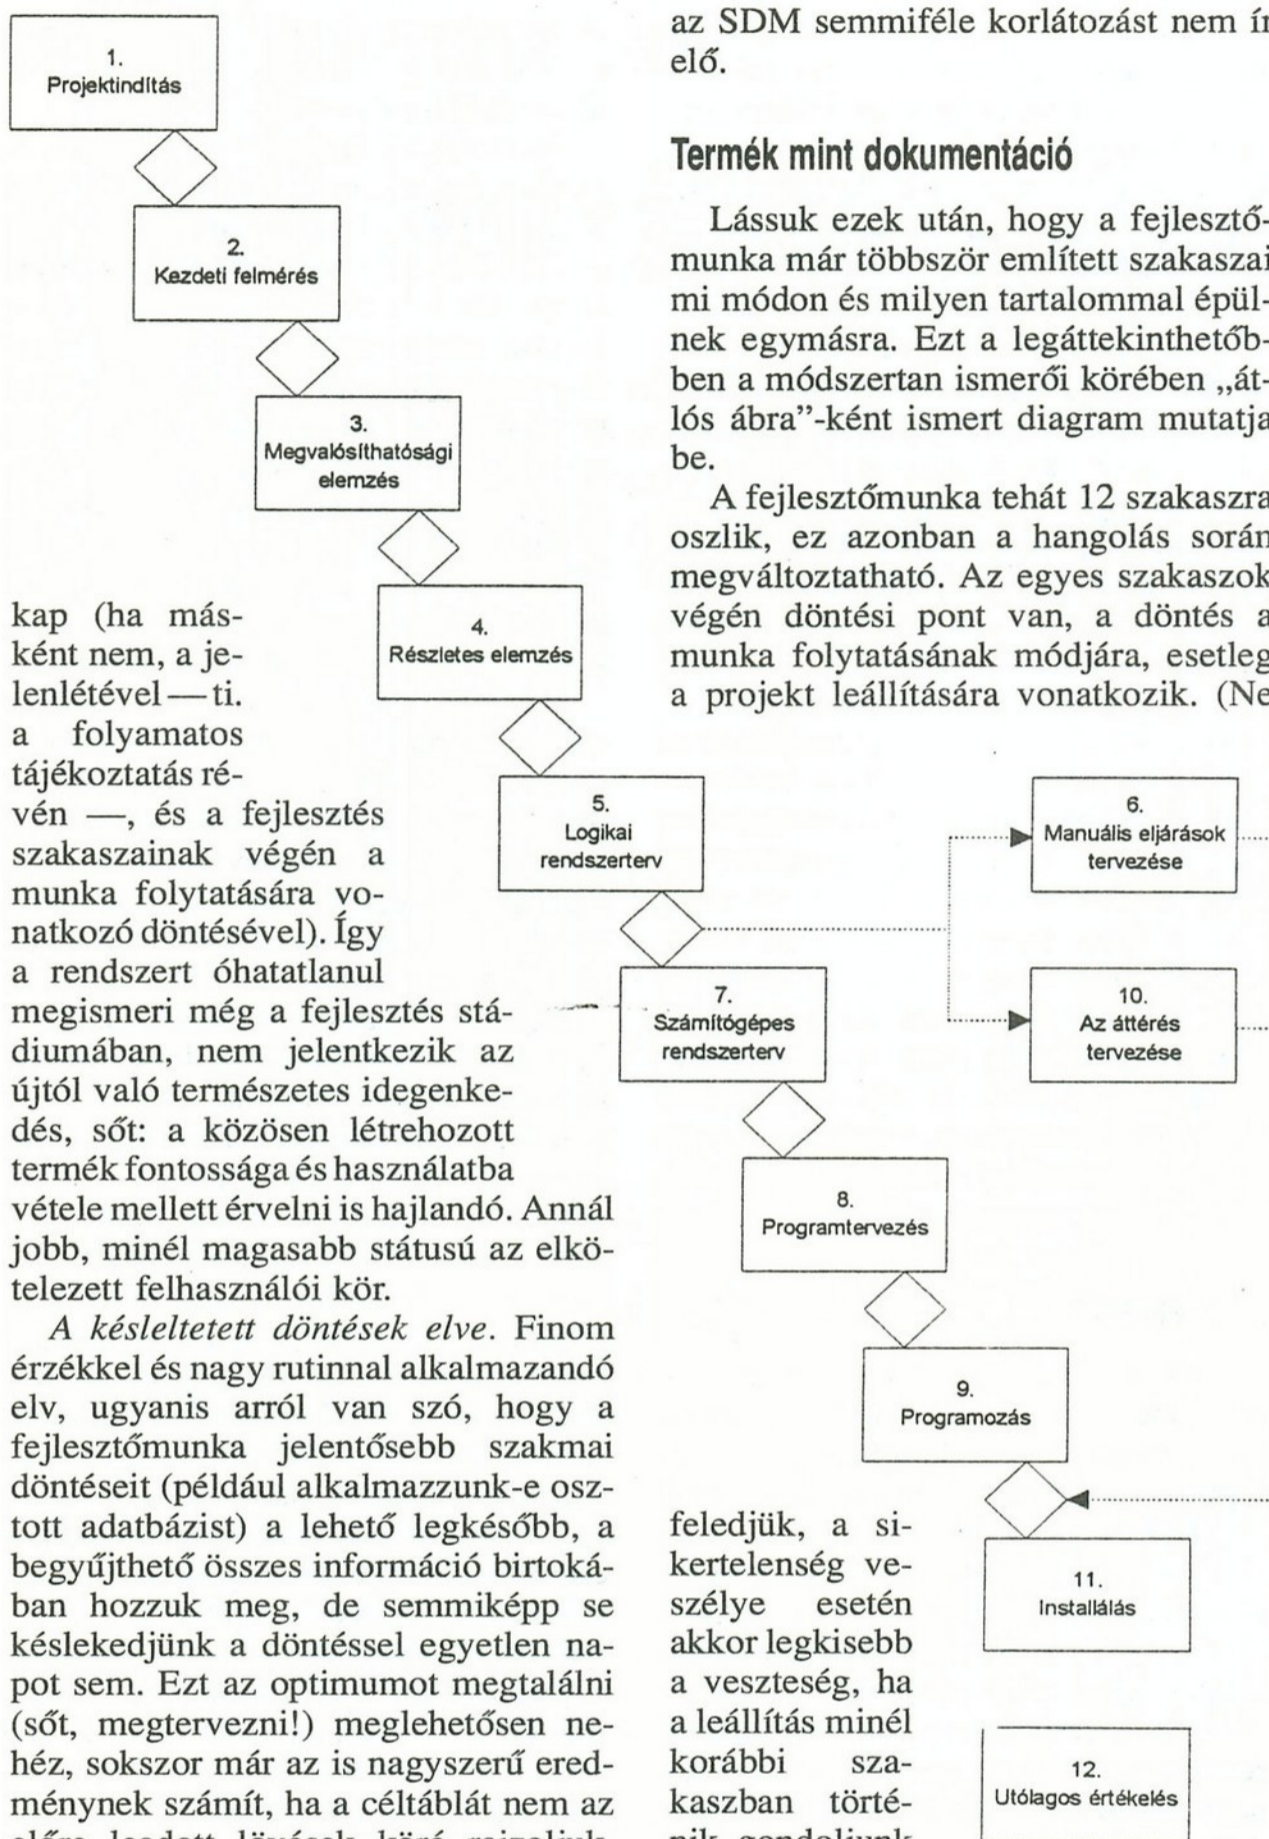 1.
Projektindítás
2.
Kezdeti felmérés
3.
Megvalósíthatósági
elemzés
4.
Részletes elemzés
5.
Logikai
rendszerterv
6.
Manuális eljárások
tervezése
7.
Számítógépes
rendszerterv
10.
Az áttérés
tervezése
8.
Programtervezés
9.
Programozás
11.
Installálás
12.
Utólagos értékelés
kap (ha más-
ként nem, a je-
lenlétével — ti.
a folyamatos
tájékoztatás ré-
vén —, és a fejlesztés
szakaszainak végén a
munka folytatására vo-
natkozó döntésével). Így
a rendszert óhatatlanul
megismeri még a fejlesztés stá-
diumában, nem jelentkezik az
újtól való természetes idegenke-
dés, sőt: a közösen létrehozott
termék fontossága és használatba
vétele mellett érvelni is hajlandó. Annál
jobb, minél magasabb státusú az elkö-
telezett felhasználói kör.
A késleltetett döntések elve. Finom
érzékkel és nagy rutinnal alkalmazandó
elv, ugyanis arról van szó, hogy a
fejlesztőmunka jelentősebb szakmai
döntéseit (például alkalmazzunk-e osz-
tott adatbázist) a lehető legkésőbb, a
begyűjthető összes információ birtoká-
ban hozzuk meg, de semmiképp se
késlekedjünk a döntéssel egyetlen na-
pot sem. Ezt az optimumot megtalálni
(sőt, megtervezni!) meglehetősen ne-
héz, sokszor már az is nagyszerű ered-
ménynek számít, ha a céltáblát nem az
az SDM semmiféle korlátozást nem ír
elő.
Termék mint dokumentáció
Lássuk ezek után, hogy a fejlesztő-
munka már többször említett szakaszai
mi módon és milyen tartalommal épül-
nek egymásra. Ezt a legáttekinthetőb-
ben a módszertan ismerői körében „át-
lós ábra”-ként ismert diagram mutatja
be.
A fejlesztőmunka tehát 12 szakaszra
oszlik, ez azonban a hangolás során
megváltoztatható. Az egyes szakaszok
végén döntési pont van, a döntés a
munka folytatásának módjára, esetleg
a projekt leállítására vonatkozik. (Ne
feledjük, a si-
kertelenség ve-
szélye esetén
akkor legkisebb
a veszteség, ha
a leállítás minél
korábbi sza-
kaszban törté-